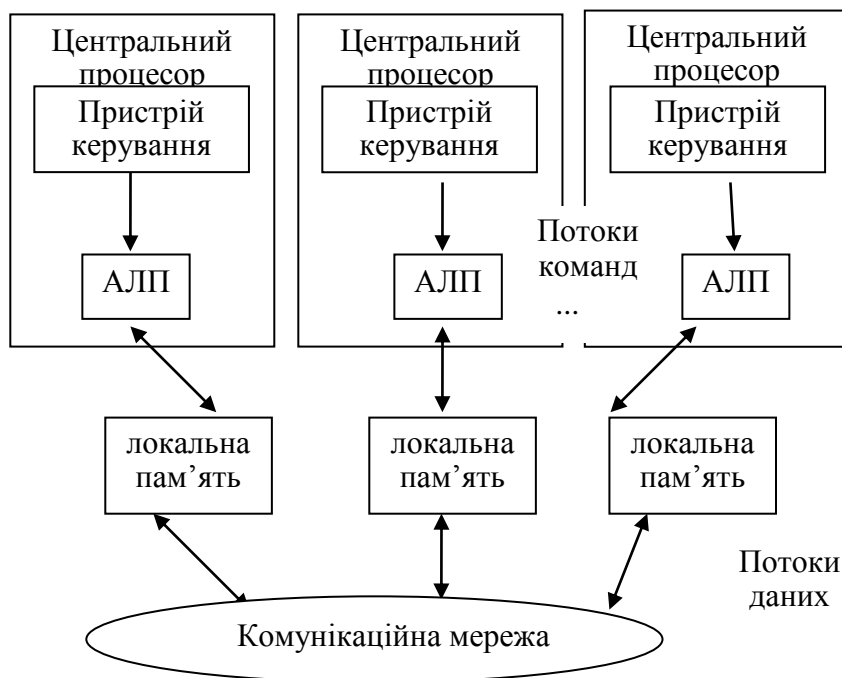 Центральний
процесор
Пристрій
керування
АЛП
Центральний
процесор
Пристрій
керування
АЛП
Потоки
команд
...
Центральний
процесор
Пристрій
керування
АЛП
локальна
пам’ять
локальна
пам’ять
локальна
пам’ять
Потоки
даних
Комунікаційна мережа